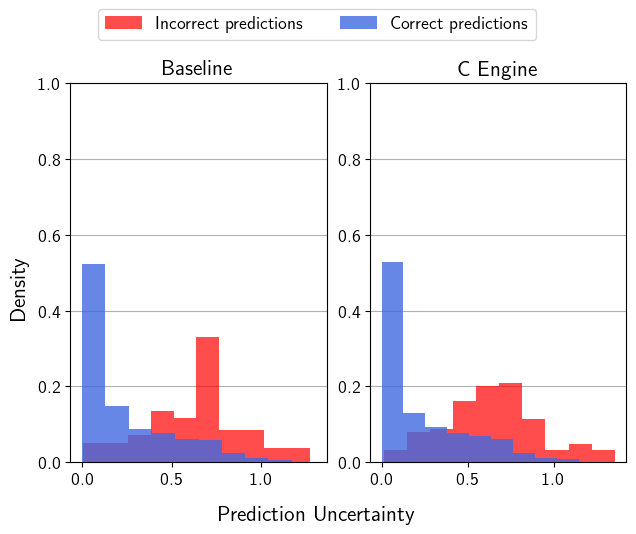 Incorrect predictions
Correct predictions
Baseline
C Engine
1.0
0.8
0.6
0.4
0.2
0.0
1.0
0.8
0.6
0.4
0.2
0.0
Density
0.0 0.5 1.0
0.0 0.5 1.0
Prediction Uncertainty